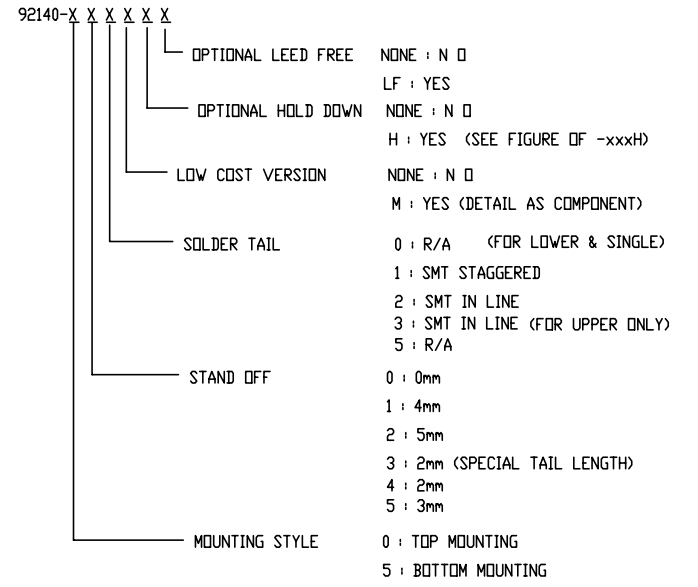 92140-X X X X X X
OPTIONAL LEED FREE NONE : N O
LF : YES
OPTIONAL HOLD DOWN NONE : N O
H : YES (SEE FIGURE OF -xxxH)
LOW COST VERSION NONE : N O
M : YES (DETAIL AS COMPONENT)
SOLDER TAIL 0 : R/A (FOR LOWER & SINGLE)
1 : SMT STAGGERED
2 : SMT IN LINE
3 : SMT IN LINE (FOR UPPER ONLY)
5 : R/A
STAND OFF 0 : 0mm
1 : 4mm
2 : 5mm
3 : 2mm (SPECIAL TAIL LENGTH)
4 : 2mm
5 : 3mm
MOUNTING STYLE 0 : TOP MOUNTING
5 : BOTTOM MOUNTING